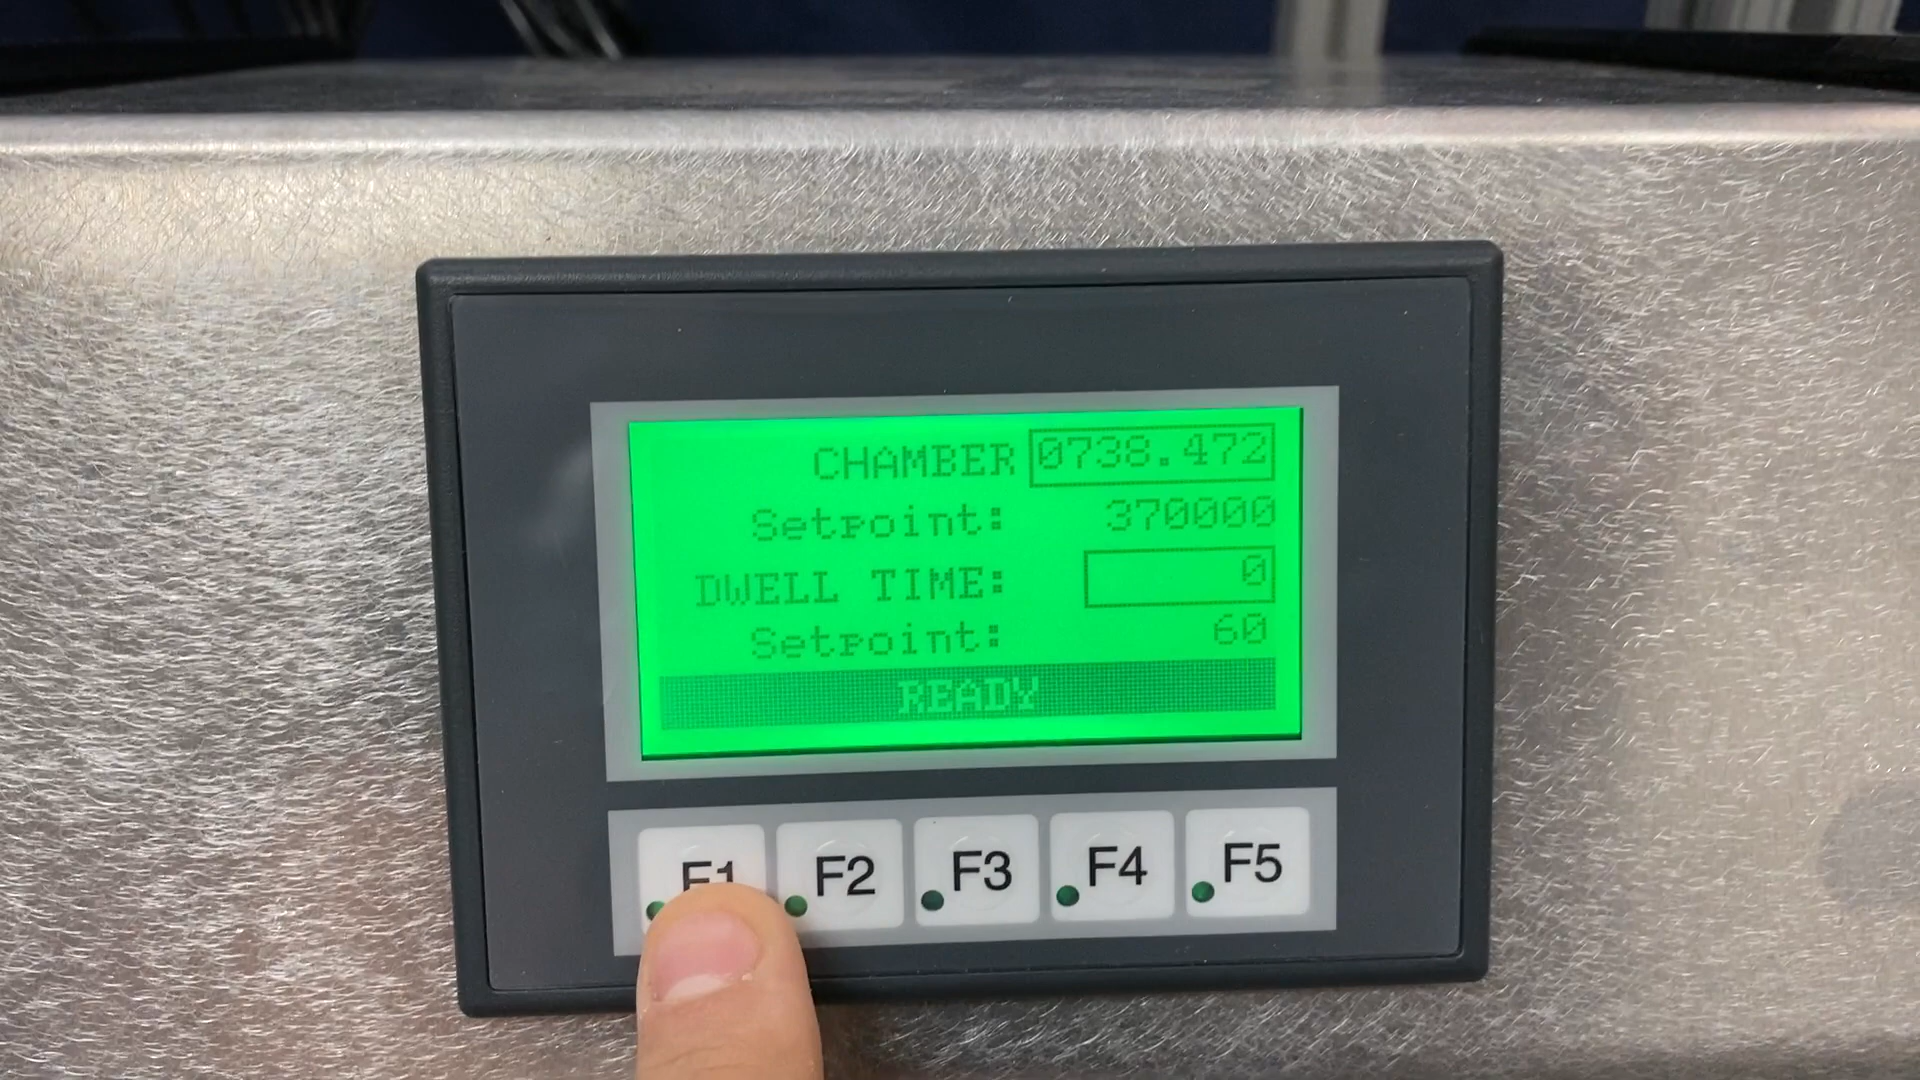 CHAMBER 0738.472
Setpoint: 370000
DWELL TIME: 0
Setpoint: 60
READY
F1 F2 F3 F4 F5